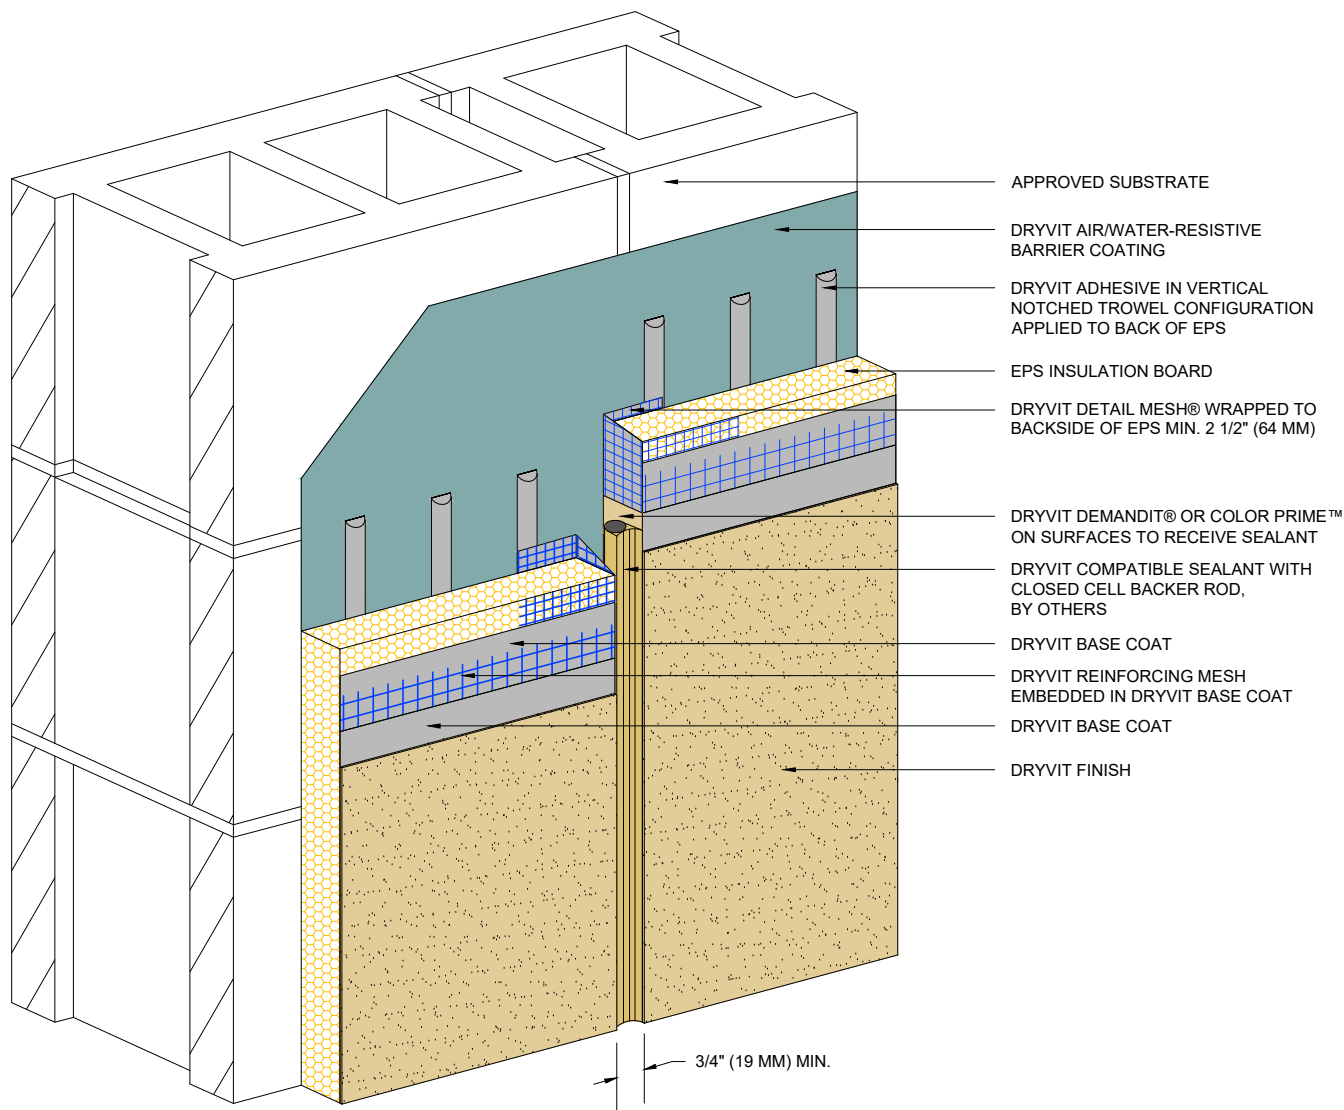 APPROVED SUBSTRATE
DRYVIT AIR/WATER-RESISTIVE
BARRIER COATING
DRYVIT ADHESIVE IN VERTICAL
NOTCHED TROWEL CONFIGURATION
APPLIED TO BACK OF EPS
EPS INSULATION BOARD
DRYVIT DETAIL MESH® WRAPPED TO
BACKSIDE OF EPS MIN. 2 1/2" (64 MM)
DRYVIT DEMANDIT® OR COLOR PRIME™
ON SURFACES TO RECEIVE SEALANT
DRYVIT COMPATIBLE SEALANT WITH
CLOSED CELL BACKER ROD,
BY OTHERS
DRYVIT BASE COAT
DRYVIT REINFORCING MESH
EMBEDDED IN DRYVIT BASE COAT
DRYVIT BASE COAT
DRYVIT FINISH
3/4" (19 MM) MIN.